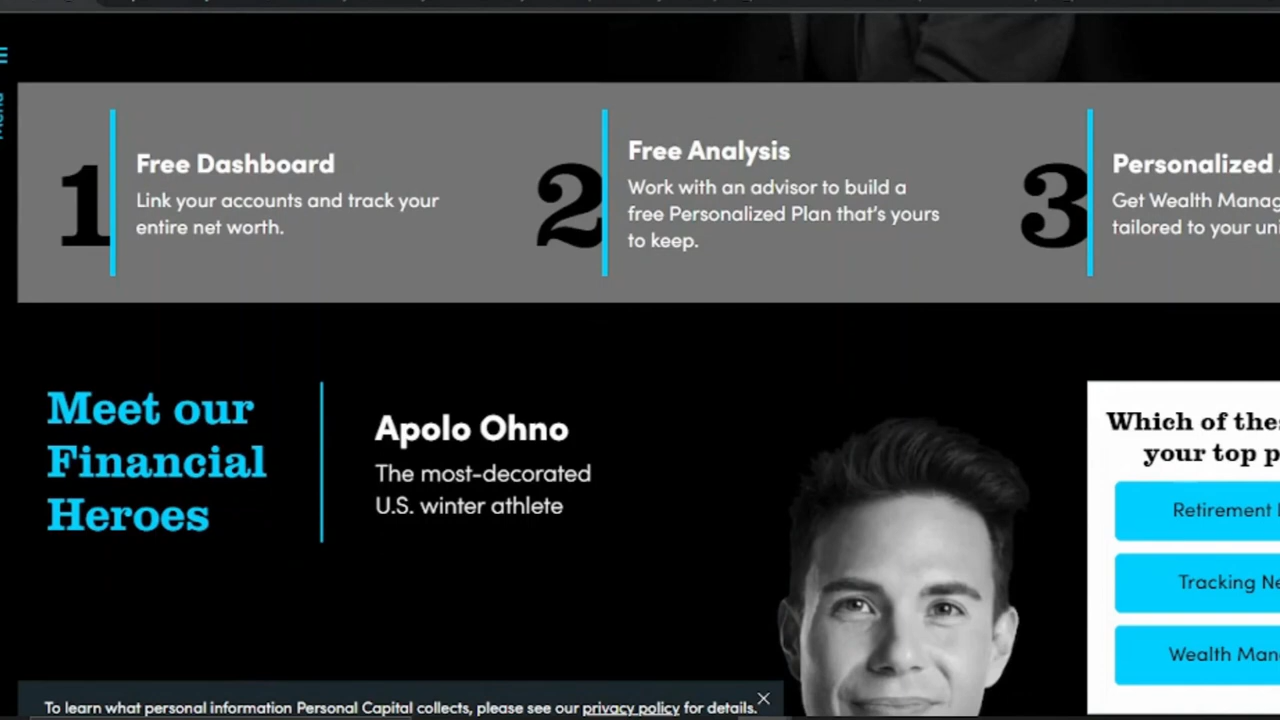 1
Free Dashboard
Link your accounts and track your
entire net worth.
2
Free Analysis
Work with an advisor to build a
free Personalized Plan that's yours
to keep.
3
Personalized
Get Wealth
tailored to your
Meet our
Financial
Heroes
Apolo Ohno
The most-decorated
U.S. winter athlete
Which of
your top
Retirement
Tracking
Wealth
To learn what personal information Personal Capital collects, please see our privacy policy for details.